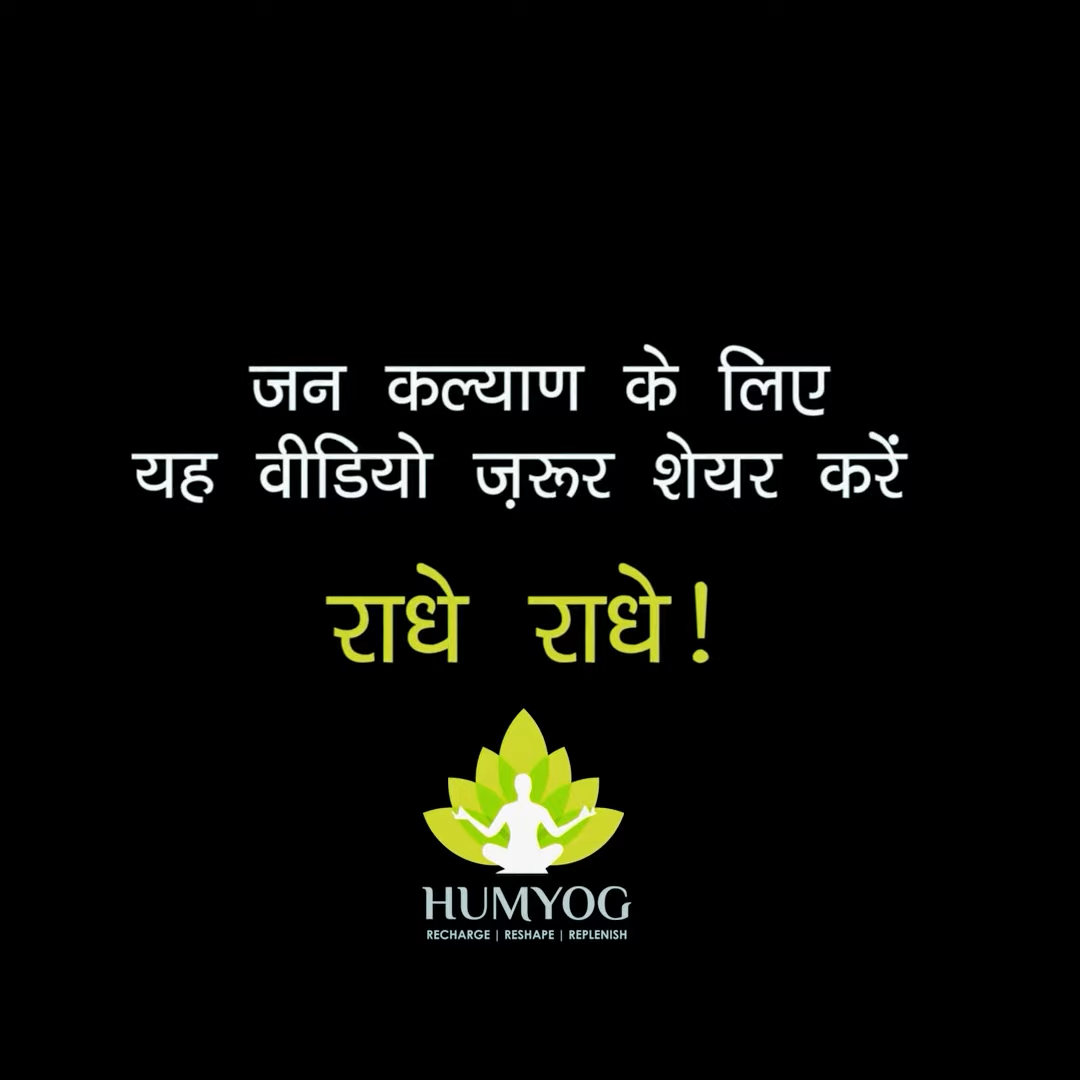 जन कल्याण के लिए
यह वीडियो ज़रूर शेयर करें
राधे राधे!
HUMYOG
RECHARGE | RESHAPE | REPLENISH